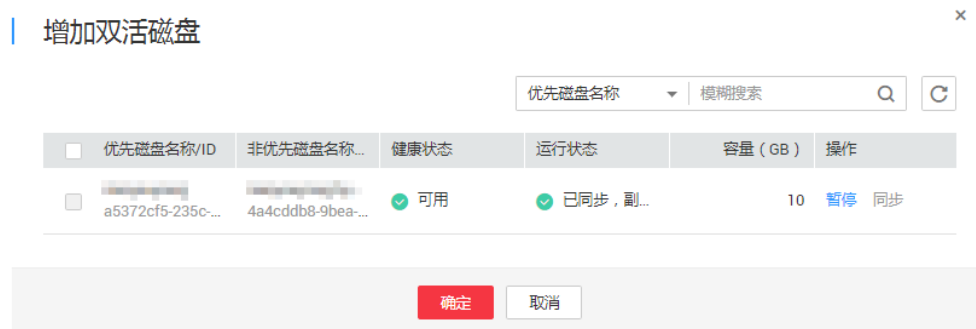 增加双活磁盘
优先磁盘名称 模糊搜索
优先磁盘名称/ID 非优先磁盘名称... 健康状态 运行状态 容量（GB） 操作
可用 已同步，副... 10 暂停 同步
a5372cf5-235c-... 4a4cddb8-9bea-...
确定 取消